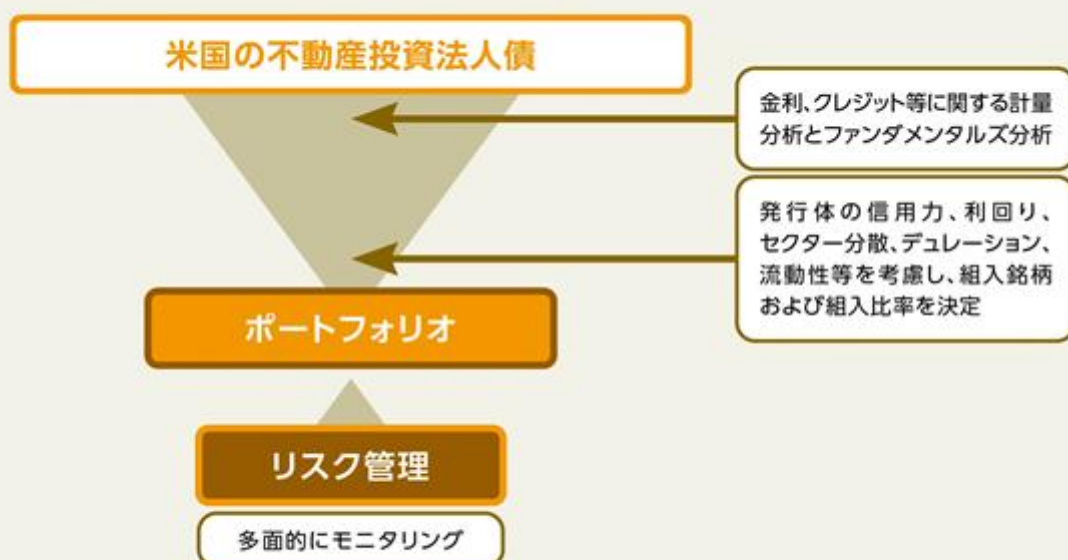 米国の不動産投資法人債
金利、クレジット等に関する計量
分析とファンダメンタルズ分析
発行体の信用力、利回り、
セクター分散、デュレーション、
流動性等を考慮し、組入銘柄
および組入比率を決定
ポートフォリオ
リスク管理
多面的にモニタリング